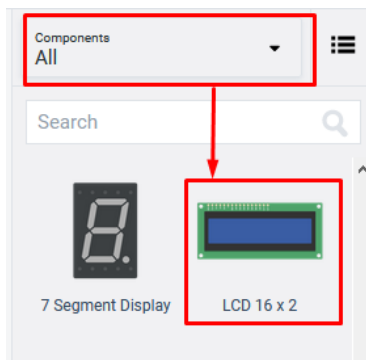 Components
All
Search
7 Segment Display
LCD 16 x 2